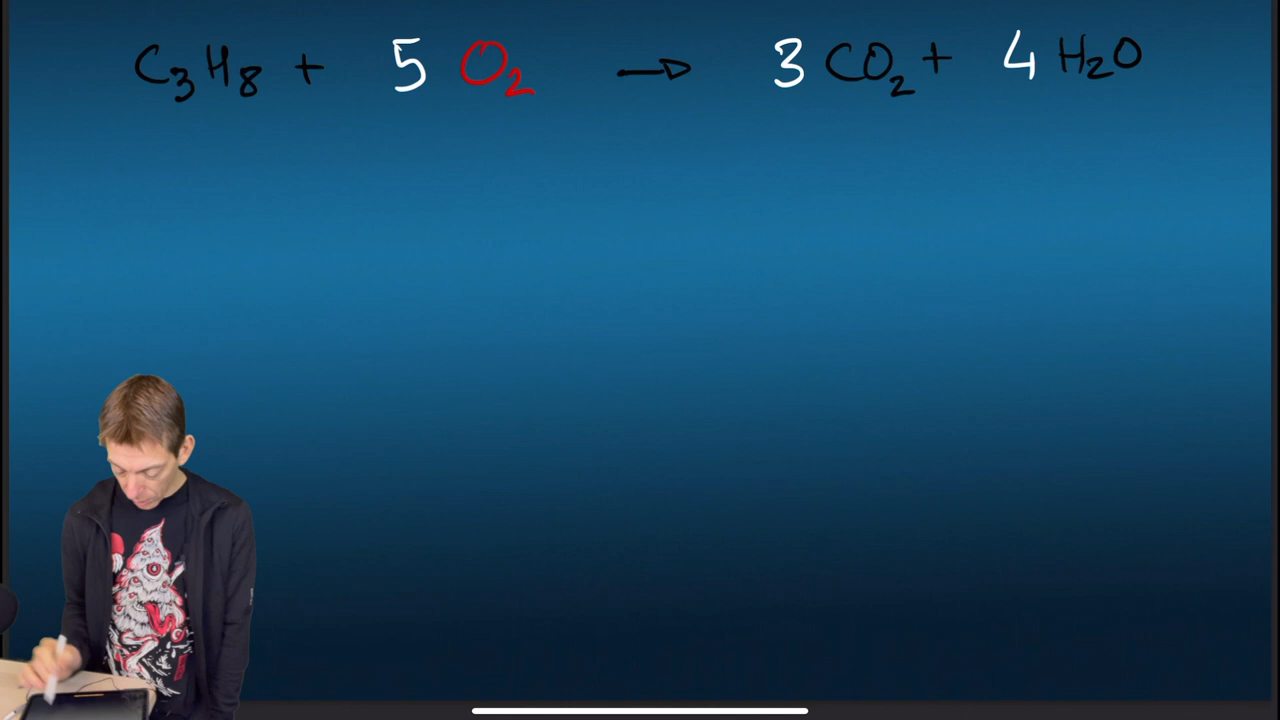 C₃H₈ + 5 O₂ → 3 CO₂ + 4 H₂O